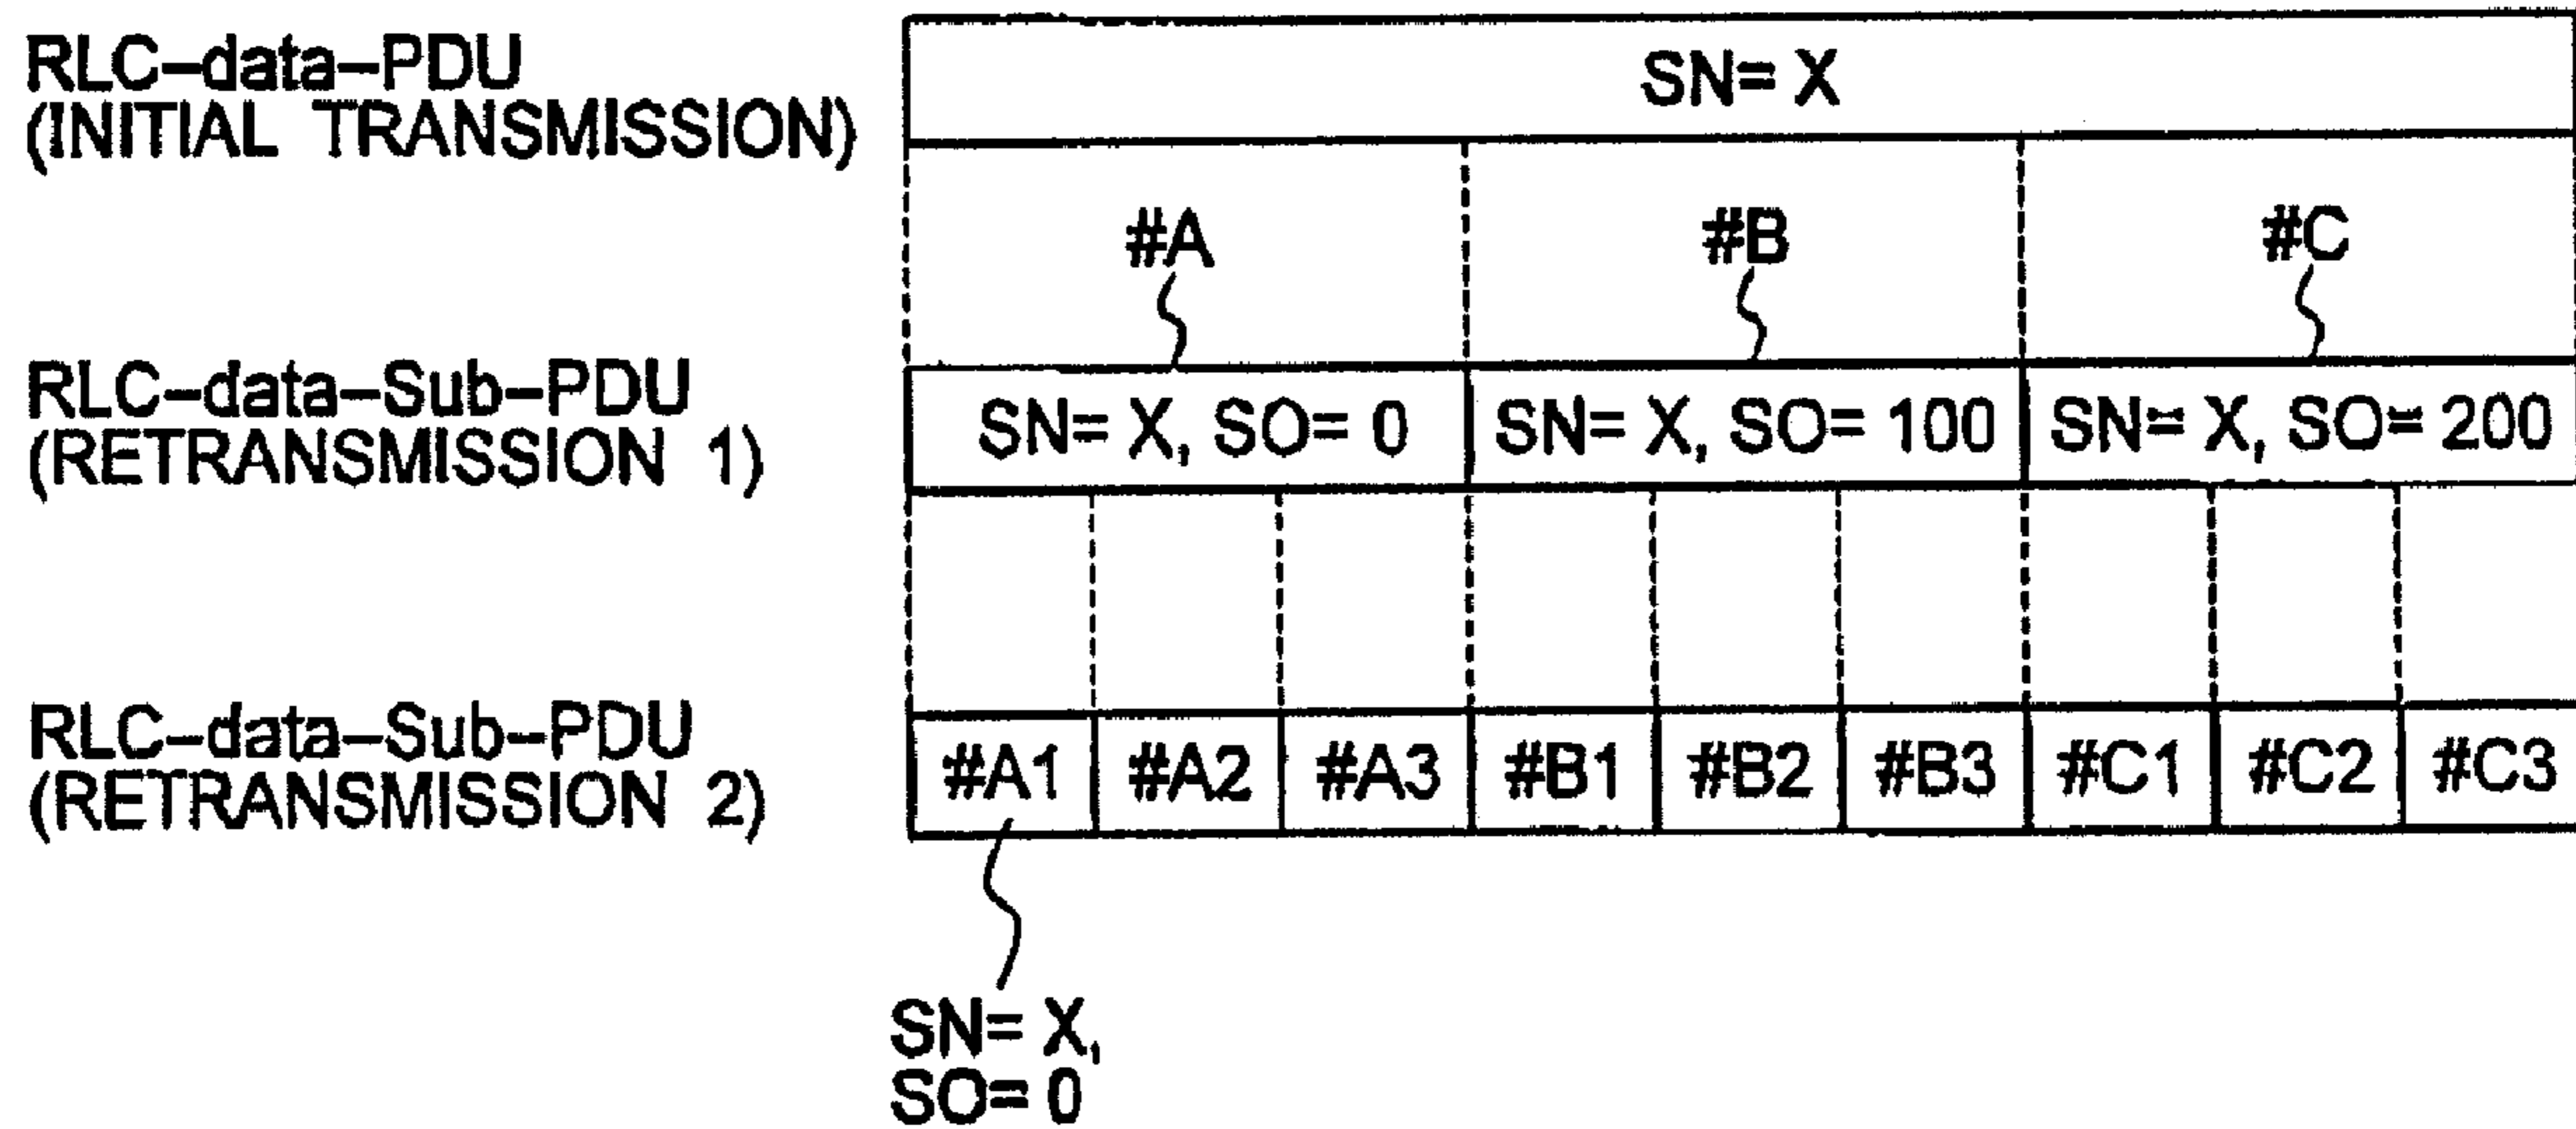 RLC-data-PDU
(INITIAL TRANSMISSION)
SN= X
#A
#B
#C
RLC-data-Sub-PDU
(RETRANSMISSION 1)
SN= X, SO= 0
SN= X, SO= 100
SN= X, SO= 200
RLC-data-Sub-PDU
(RETRANSMISSION 2)
#A1
#A2
#A3
#B1
#B2
#B3
#C1
#C2
#C3
SN= X,
SO= 0